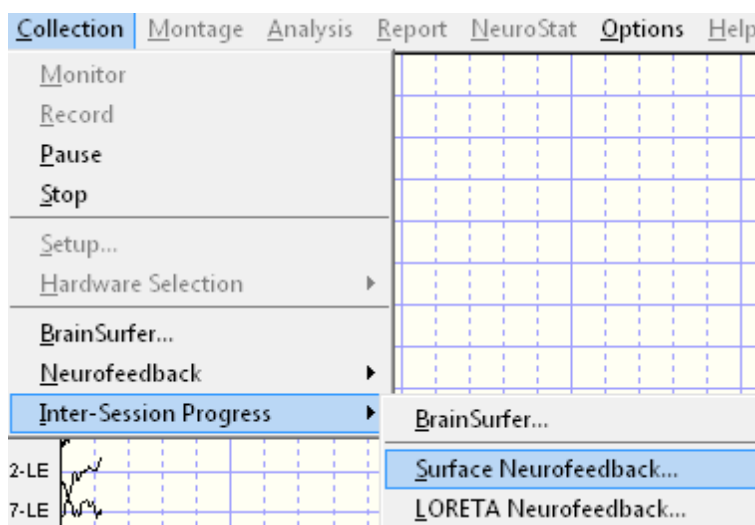 Collection Montage Analysis Report NeuroStat Options Help
Monitor
Record
Pause
Stop
Setup...
Hardware Selection
BrainSurfer...
Neurofeedback
Inter-Session Progress
BrainSurfer...
Surface Neurofeedback...
LORETA Neurofeedback...
2-LE
7-LE